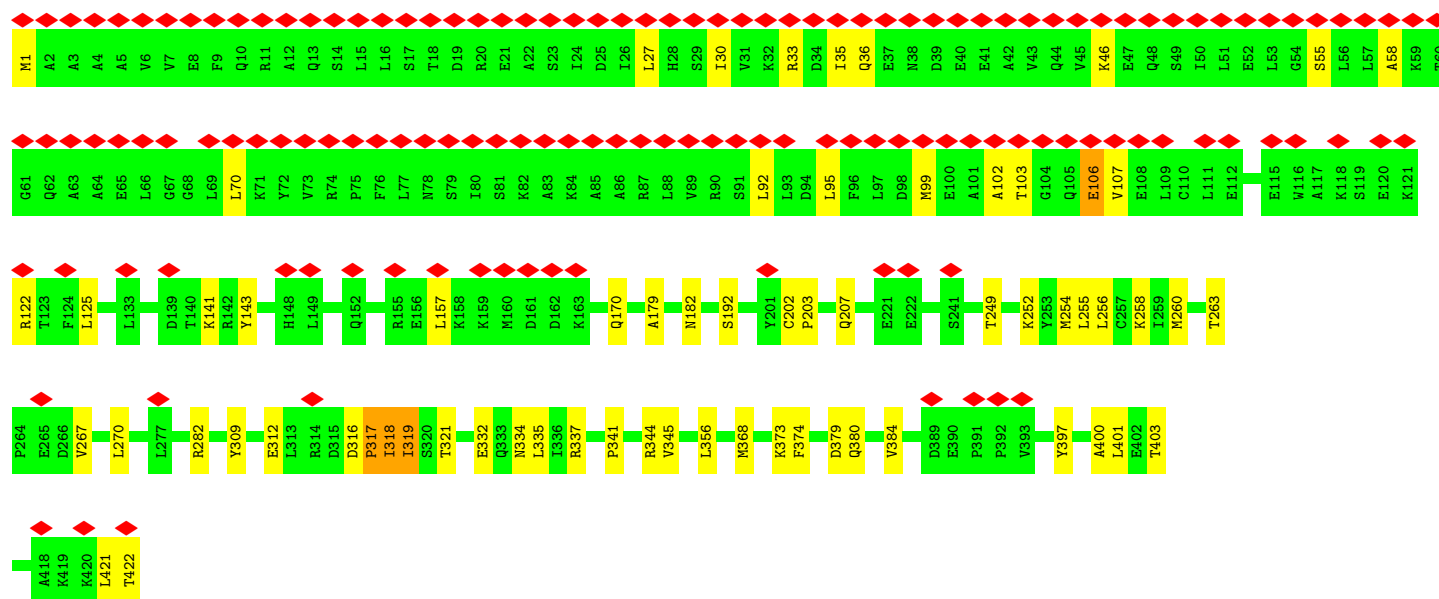 M1 A2 A3 A4 A5 V6 V7 E8 F9 Q10 R11 A12 Q13 S14 L15 L16 S17 T18 D19 R20 E21 A22 S23 I24 D25 I26 L27 H28 S29 I30 V31 K32 R33 D34 I35 Q36 E37 N38 D39 E40 E41 A42 V43 Q44 V45 K46 E47 Q48 S49 I50 L51 E52 L53 G54 S55 L56 L57 A58 K59 T60
G61 Q62 A63 A64 E65 L66 G67 G68 L69 L70 K71 Y72 V73 R74 P75 F76 L77 N78 S79 I80 S81 K82 A83 K84 A85 A86 R87 L88 V89 R90 S91 L92 L93 D94 L95 F96 L97 D98 M99 E100 A101 A102 T103 G104 Q105 E106 V107 E108 L109 C110 L111 E112 E115 W116 A117 K118 S119 E120 K121
R122 T123 F124 L125 L133 D139 T140 K141 R142 Y143 H148 L149 Q152 R155 E156 L157 K158 K159 M160 D161 D162 K163 Q170 A179 N182 S192 Y201 C202 P203 Q207 E221 E222 S241 T249 K252 Y253 M254 L255 L256 C257 K258 I259 M260 T263
P264 E265 D266 V267 L270 L277 R282 Y309 E312 L313 R314 D315 D316 P317 I318 I319 S320 T321 E332 Q333 N334 L335 I336 R337 P341 R344 V345 L356 M368 K373 F374 D379 Q380 V384 D389 E390 P391 P392 V393 Y397 A400 L401 E402 T403
A418 K419 K420 L421 T422